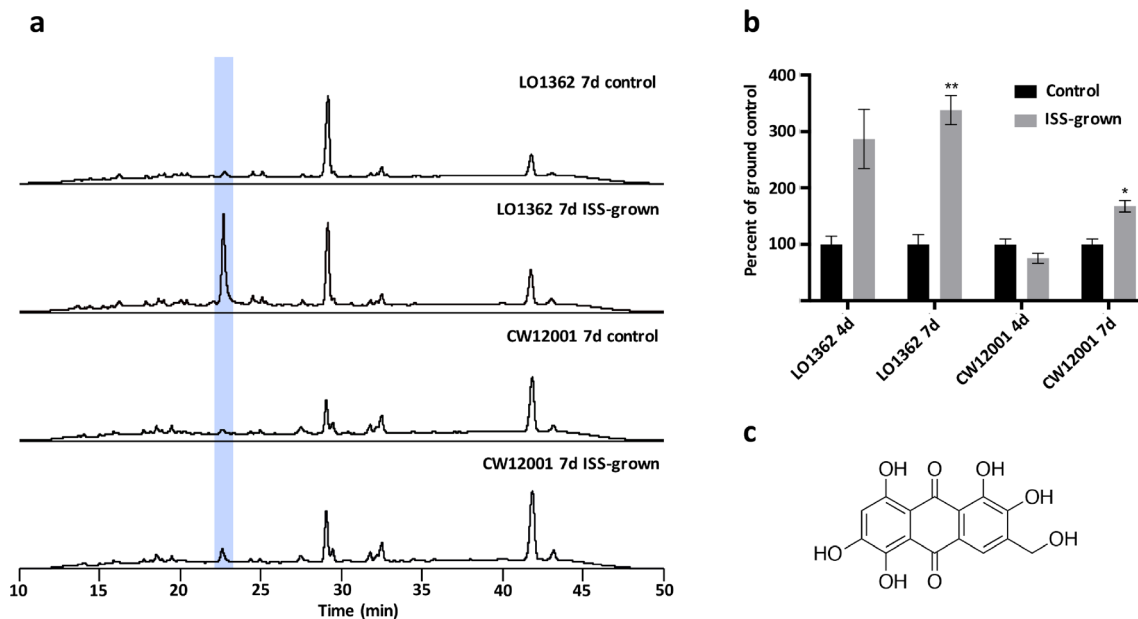 a
LO1362 7d control
LO1362 7d ISS-grown
CW12001 7d control
CW12001 7d ISS-grown
10 15 20 25 30 35 40 45 50
Time (min)
b
Percent of ground control
400
300
200
100
**
*
Control
ISS-grown
LO1362 4d
LO1362 7d
CW12001 4d
CW12001 7d
c
OH O OH
OH
OH
HO
OH O